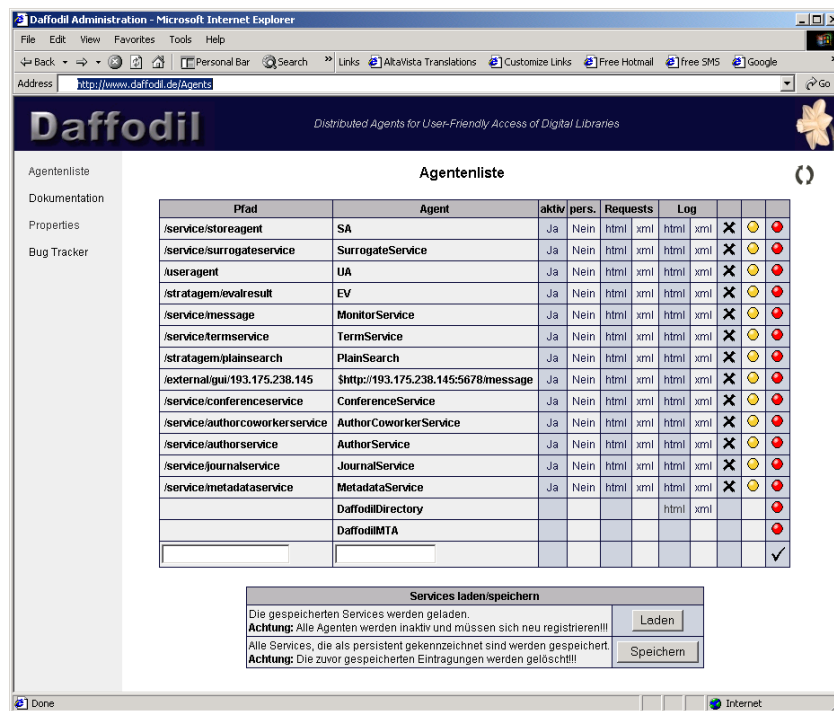 Daffodil Administration - Microsoft Internet Explorer
File Edit View Favorites Tools Help
Back Personal Bar Search » Links AltaVista Translations Customize Links Free Hotmail free SMS Google
Address http://www.daffodil.de/Agents Go
Daffodil Distributed Agents for User-Friendly Access of Digital Libraries
Agentenliste
Dokumentation
Properties
Bug Tracker
Agentenliste
Pfad Agent aktiv pers. Requests Log
/service/storeagent SA Ja Nein html xml html xml
/service/surrogateservice SurrogateService Ja Nein html xml html xml
/useragent UA Ja Nein html xml html xml
/stratagem/evalresult EV Ja Nein html xml html xml
/service/message MonitorService Ja Nein html xml html xml
/service/termservice TermService Ja Nein html xml html xml
/stratagem/plainsearch PlainSearch Ja Nein html xml html xml
/external/gui/193.175.238.145 $http://193.175.238.145:5678/message Ja Nein html xml html xml
/service/conferenceservice ConferenceService Ja Nein html xml html xml
/service/authorcoworkerservice AuthorCoworkerService Ja Nein html xml html xml
/service/authorservice AuthorService Ja Nein html xml html xml
/service/journalservice JournalService Ja Nein html xml html xml
/service/metadataservice MetadataService Ja Nein html xml html xml
DaffodilDirectory html xml
DaffodilMTA
Services laden/speichern
Die gespeicherten Services werden geladen.
Achtung: Alle Agenten werden inaktiv und müssen sich neu registrieren!!!
Laden
Alle Services, die als persistent gekennzeichnet sind werden gespeichert.
Achtung: Die zuvor gespeicherten Eintragungen werden gelöscht!!!
Speichern
Done Internet